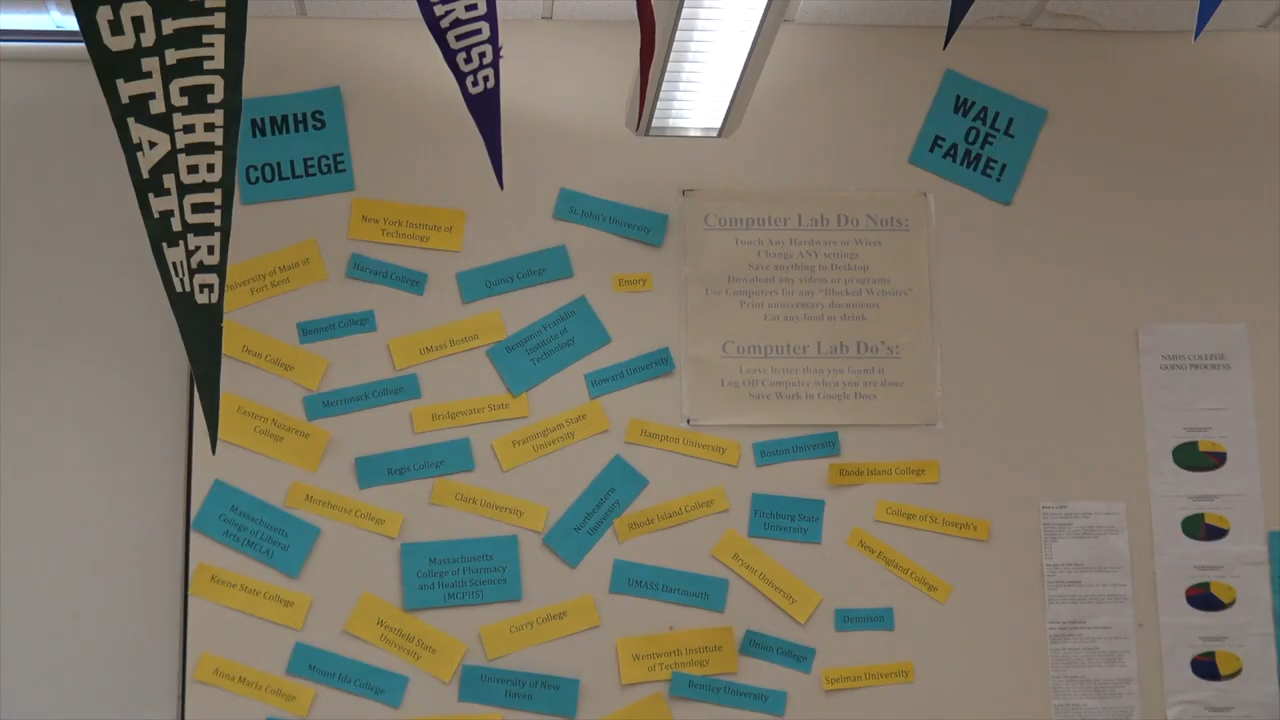 FITCHBURG
STATE
CROSS
NMHS
COLLEGE
WALL
OF
FAME!
New York Institute of
Technology
St. John's University
University of Main at
Fort Kent
Harvard College
Quincy College
Emory
Bennett College
UMass Boston
Benjamin Franklin
Institute of
Technology
Dean College
Howard University
Merrimack College
Bridgewater State
Eastern Nazarene
College
Framingham State
University
Hampton University
Boston University
Regis College
Rhode Island College
Computer Lab Do Nots:
Touch Any Hardware or Wires
Change ANY settings
Save anything to Desktop
Download any videos or programs
Use Computers for any "Blocked Websites"
Print unnecessary documents
Eat any food or drink
Computer Lab Do's:
Leave better than you found it
Log Off Computer when you are done
Save Work in Google Docs
Morehouse College
Clark University
Northeastern
University
Rhode Island College
Fitchburg State
University
College of St. Joseph's
Massachusetts
College of Liberal
Arts (MCLA)
Massachusetts
College of Pharmacy
and Health Sciences
(MCPHS)
UMASS Dartmouth
Bryant University
New England College
Keene State College
Westfield State
University
Curry College
Dennison
Wentworth Institute
of Technology
Union College
Anna Maria College
Mount Ida College
University of New
Haven
Bentley University
Spelman University
NMHS COLLEGE-
GOING PROGRESS